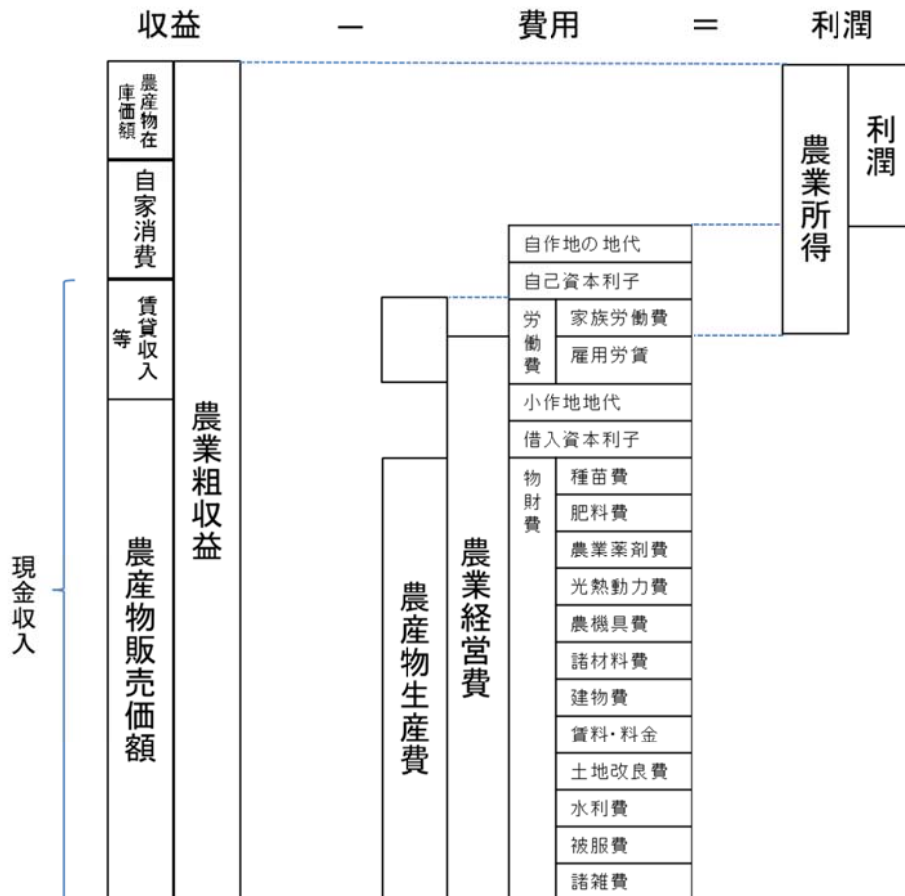 収益
−
費用
=
利潤
農産物在
庫価額
自家消費
賃貸収入
等
農産物販売価額
現金収入
農業粗収益
農産物生産費
農業経営費
自作地の地代
自己資本利子
労働費
家族労働費
雇用労賃
小作地地代
借入資本利子
物財費
種苗費
肥料費
農業薬剤費
光熱動力費
農機具費
諸材料費
建物費
賃料・料金
土地改良費
水利費
被服費
諸雑費
農業所得
利潤